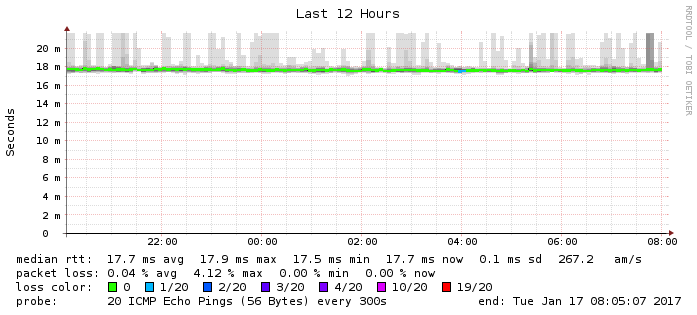 Last 12 Hours
RRDTOOL / TOBI OETIKER
Seconds
20 m
18 m
16 m
14 m
12 m
10 m
8 m
6 m
4 m
2 m
0
22:00 00:00 02:00 04:00 06:00 08:00
median rtt: 17.7 ms avg 17.9 ms max 17.5 ms min 17.7 ms now 0.1 ms sd 267.2 am/s
packet loss: 0.04 % avg 4.12 % max 0.00 % min 0.00 % now
loss color: 0 1/20 2/20 3/20 4/20 10/20 19/20
probe: 20 ICMP Echo Pings (56 Bytes) every 300s end: Tue Jan 17 08:05:07 2017